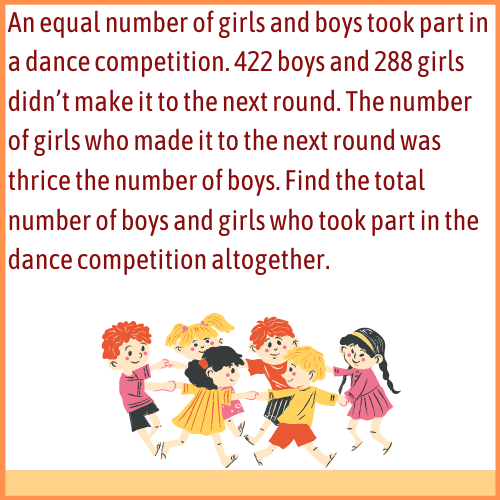 An equal number of girls and boys took part in
a dance competition. 422 boys and 288 girls
didn’t make it to the next round. The number
of girls who made it to the next round was
thrice the number of boys. Find the total
number of boys and girls who took part in the
dance competition altogether.